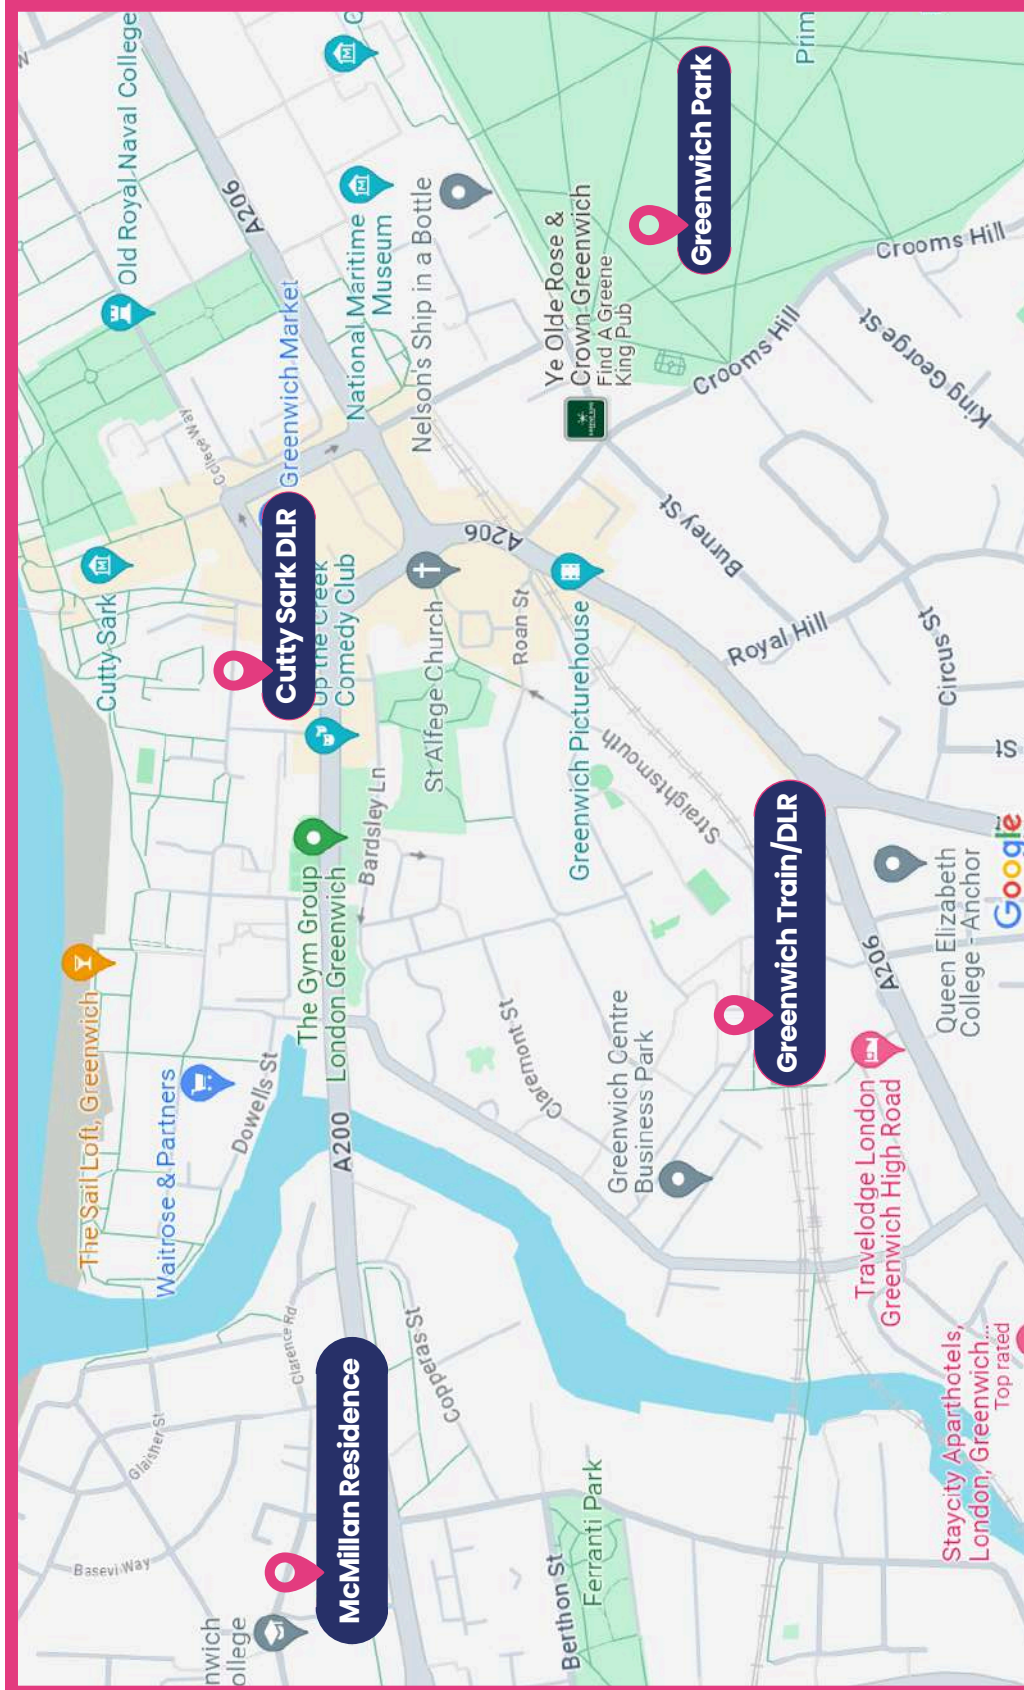 Old Royal Naval College
A206
National Maritime
Museum
Nelson's Ship in a Bottle
Prim
Greenwich Park
Greenwich Market
College Way
Ye Olde Rose &
Crown Greenwich
Find A Greene
King Pub
Crooms Hill
Crooms Hill
King George St
Burney St
Cutty Sark
Cutty Sark DLR
Up the Creek
Comedy Club
A206
St Alfege Church
Roan St
Greenwich Picturehouse
Royal Hill
Circus St
St
Bardsley Ln
Straightsmouth
The Gym Group
London Greenwich
Greenwich Train/DLR
Queen Elizabeth
College - Anchor
Google
A206
The Sail Loft, Greenwich
Waitrose & Partners
Dowells St
A200
Claremont St
Greenwich Centre
Business Park
Travelodge London
Greenwich High Road
Staycity Aparthotels,
London, Greenwich...
Top rated
Clarence Rd
Copperas St
Glaisher St
Basevi Way
McMillan Residence
nwich
ollege
Berthon St
Ferranti Park